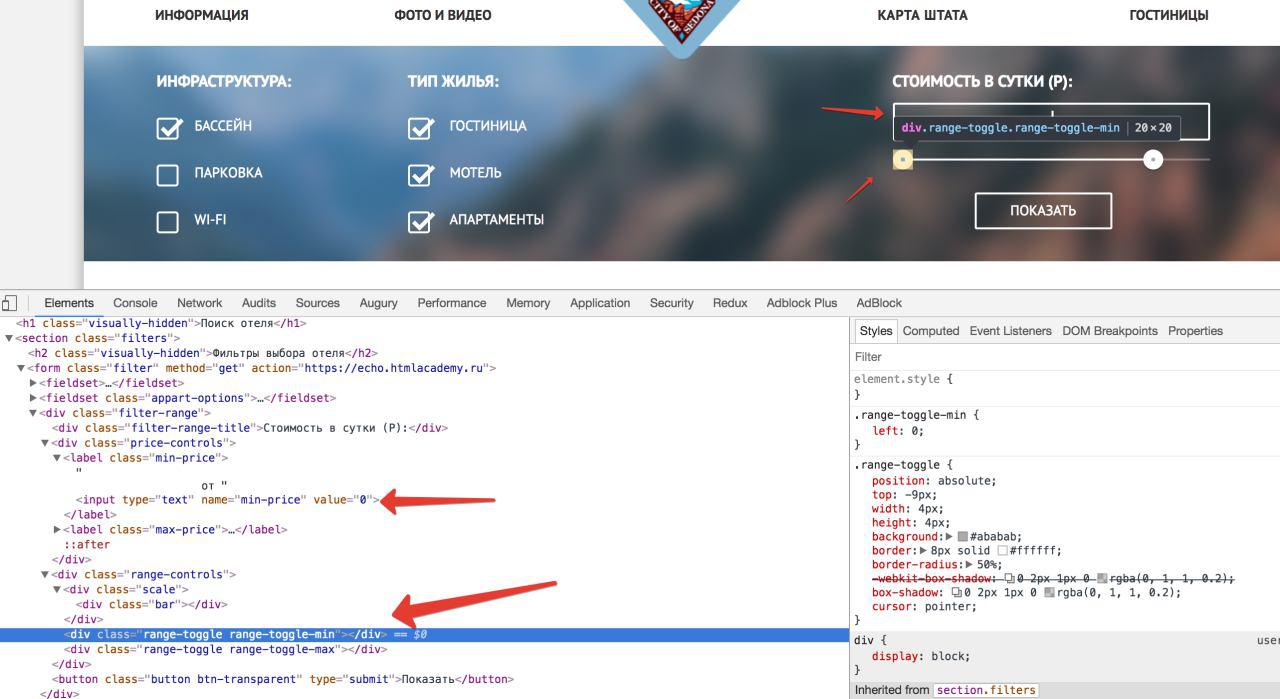 ИНФОРМАЦИЯ ФОТО И ВИДЕО КАРТА ШТАТА ГОСТИНИЦЫ
CITY OF SEDONA
ИНФРАСТРУКТУРА: ТИП ЖИЛЬЯ: СТОИМОСТЬ В СУТКИ (Р):
БАССЕЙН ГОСТИНИЦА
div.range-toggle.range-toggle-min | 20×20
ПАРКОВКА МОТЕЛЬ
WI-FI АПАРТАМЕНТЫ ПОКАЗАТЬ
Elements Console Network Audits Sources Augury Performance Memory Application Security Redux Adblock Plus AdBlock
<h1 class="visually-hidden">Поиск отеля</h1>
▼<section class="filters">
<h2 class="visually-hidden">Фильтры выбора отеля</h2>
▼<form class="filter" method="get" action="https://echo.htmlacademy.ru">
▶<fieldset>…</fieldset>
▶<fieldset class="appart-options">…</fieldset>
▼<div class="filter-range">
<div class="filter-range-title">Стоимость в сутки (Р):</div>
▼<div class="price-controls">
▼<label class="min-price">
"
от "
<input type="text" name="min-price" value="0">
</label>
▶<label class="max-price">…</label>
::after
</div>
▼<div class="range-controls">
▼<div class="scale">
<div class="bar"></div>
</div>
<div class="range-toggle range-toggle-min"></div> == $0
<div class="range-toggle range-toggle-max"></div>
</div>
<button class="button btn-transparent" type="submit">Показать</button>
</div>
Styles Computed Event Listeners DOM Breakpoints Properties
Filter
element.style {
}
.range-toggle-min {
left: 0;
}
.range-toggle {
position: absolute;
top: -9px;
width: 4px;
height: 4px;
background:▶ #ababab;
border:▶ 8px solid #ffffff;
border-radius:▶ 50%;
-webkit-box-shadow: 0 2px 1px 0 rgba(0, 1, 1, 0.2);
box-shadow: 0 2px 1px 0 rgba(0, 1, 1, 0.2);
cursor: pointer;
}
div { user
display: block;
}
Inherited from section.filters